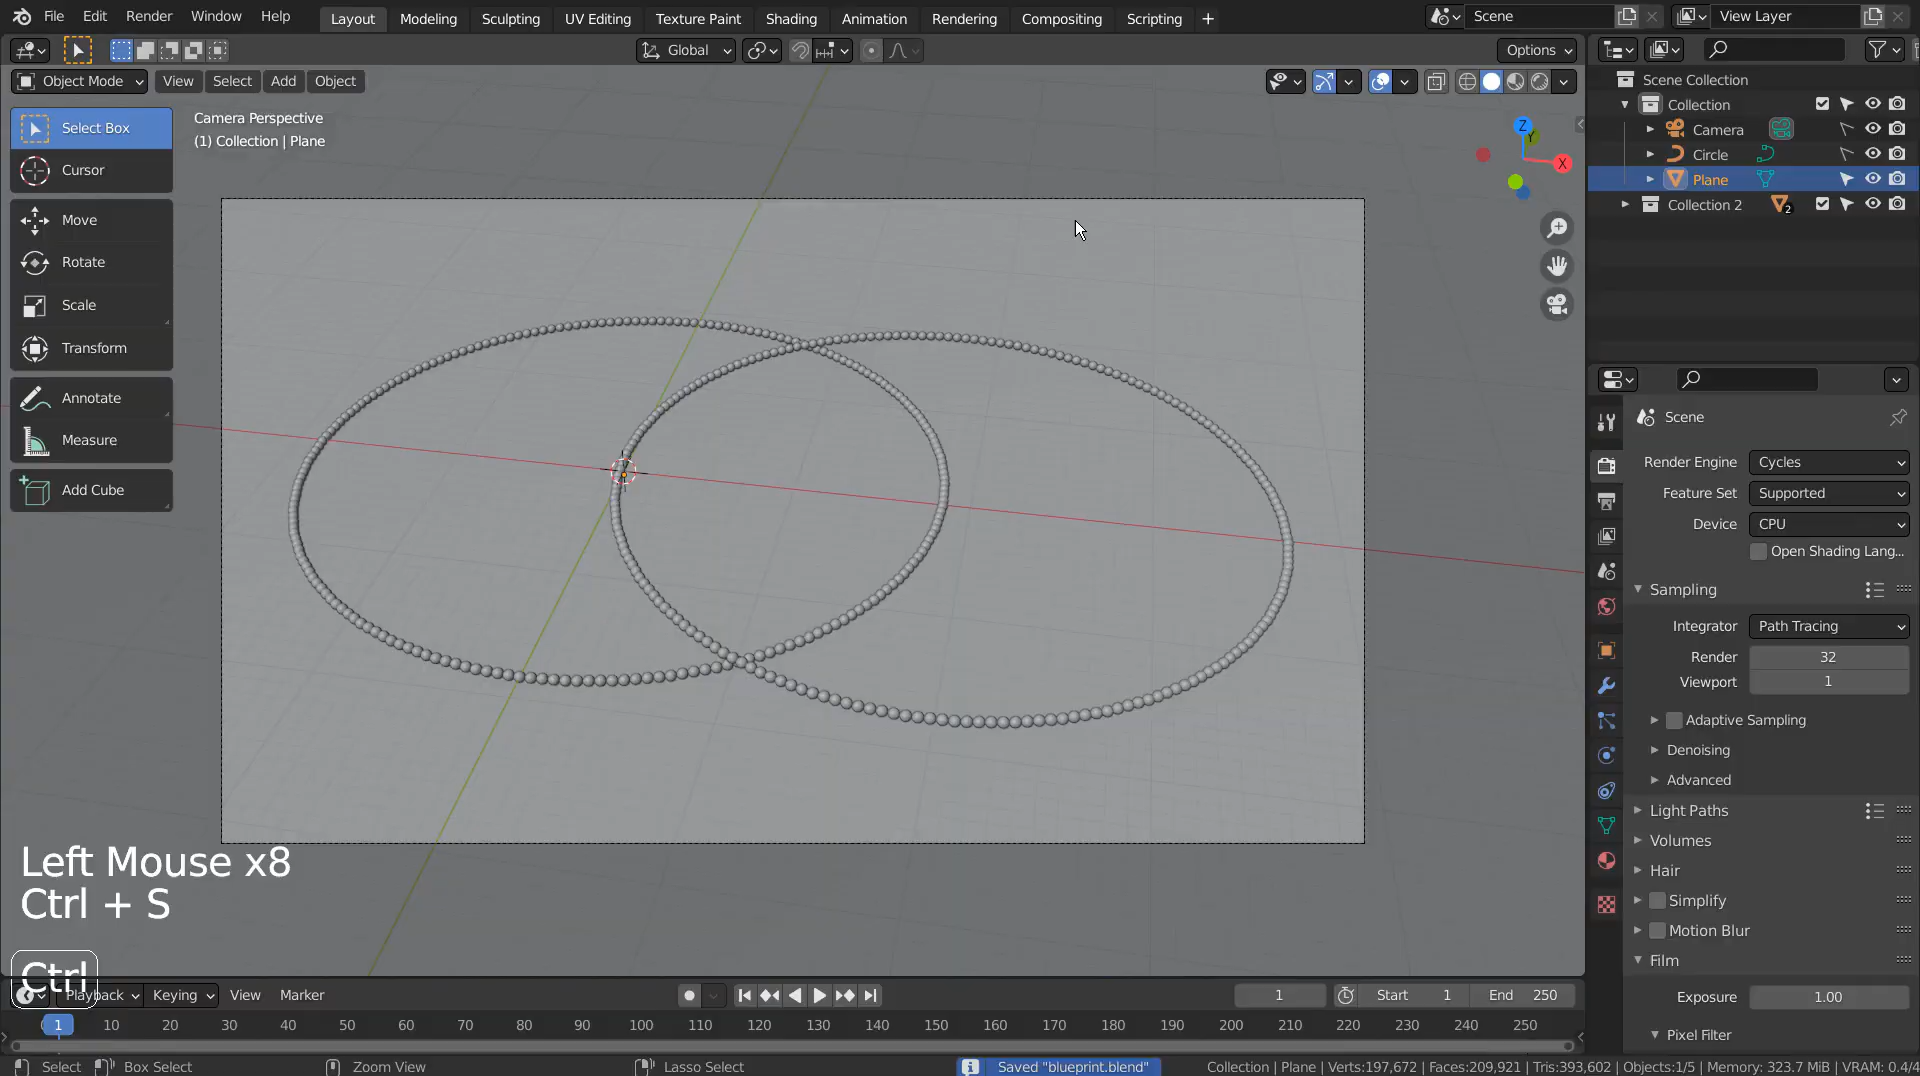 File Edit Render Window Help Layout Modeling Sculpting UV Editing Texture Paint Shading Animation Rendering Compositing Scripting + Scene View Layer
Global Options
Object Mode View Select Add Object
Scene Collection
Collection
Camera
Circle
Plane
Collection 2 2
Select Box
Cursor
Move
Rotate
Scale
Transform
Annotate
Measure
Add Cube
Camera Perspective
(1) Collection | Plane
Z
Y
X
Scene
Render Engine Cycles
Feature Set Supported
Device CPU
Open Shading Lang...
Sampling
Integrator Path Tracing
Render 32
Viewport 1
Adaptive Sampling
Denoising
Advanced
Light Paths
Volumes
Hair
Simplify
Motion Blur
Film
Exposure 1.00
Pixel Filter
Left Mouse x8
Ctrl + S
Ctrl
Playback Keying View Marker 1 Start 1 End 250
1 10 20 30 40 50 60 70 80 90 100 110 120 130 140 150 160 170 180 190 200 210 220 230 240 250
Select Box Select Zoom View Lasso Select Saved "blueprint.blend" Collection | Plane | Verts:197,672 | Faces:209,921 | Tris:393,602 | Objects:1/5 | Memory: 323.7 MiB | VRAM: 0.4/4